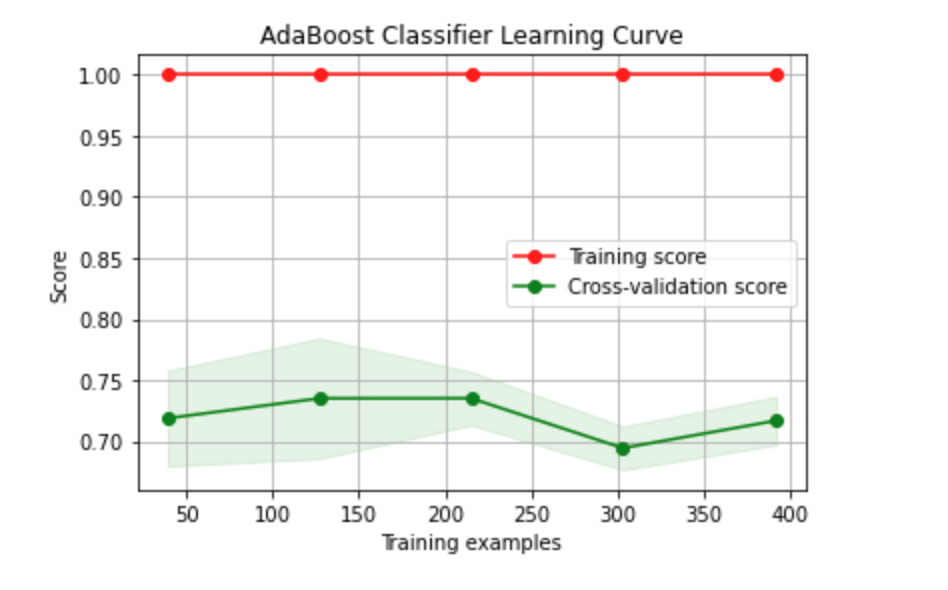 AdaBoost Classifier Learning Curve
1.00
0.95
0.90
0.85
0.80
0.75
0.70
Score
Training score
Cross-validation score
50 100 150 200 250 300 350 400
Training examples